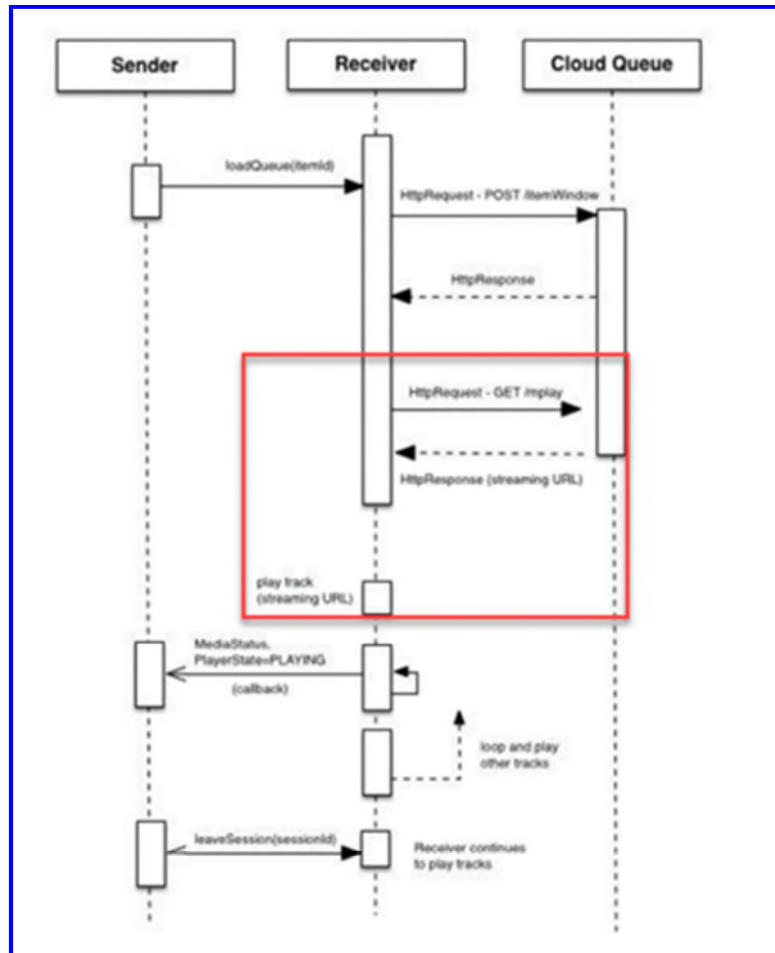 Sender
Receiver
Cloud Queue
loadQueue(itemId)
HttpRequest - POST /itemWindow
HttpResponse
HttpRequest - GET /mplay
HttpResponse (streaming URL)
play track
(streaming URL)
MediaStatus,
PlayerState=PLAYING
(callback)
loop and play
other tracks
leaveSession(sessionId)
Receiver continues
to play tracks